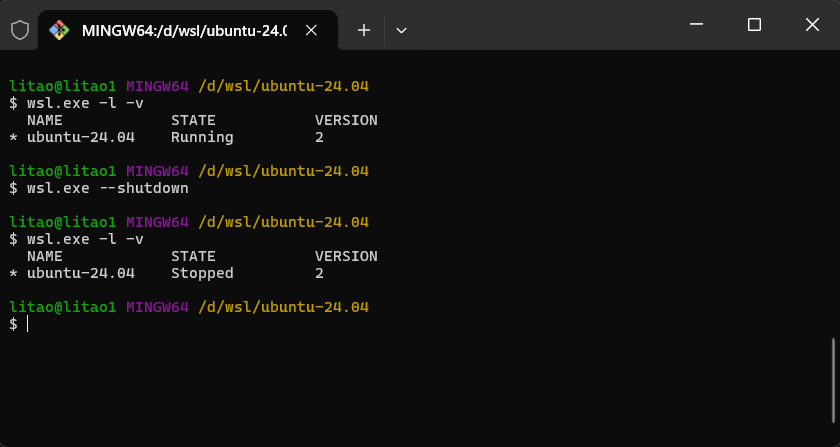 MINGW64:/d/wsl/ubuntu-24.0
litao@litao1 MINGW64 /d/wsl/ubuntu-24.04
$ wsl.exe -l -v
  NAME            STATE           VERSION
* ubuntu-24.04    Running         2
litao@litao1 MINGW64 /d/wsl/ubuntu-24.04
$ wsl.exe --shutdown
litao@litao1 MINGW64 /d/wsl/ubuntu-24.04
$ wsl.exe -l -v
  NAME            STATE           VERSION
* ubuntu-24.04    Stopped         2
litao@litao1 MINGW64 /d/wsl/ubuntu-24.04
$